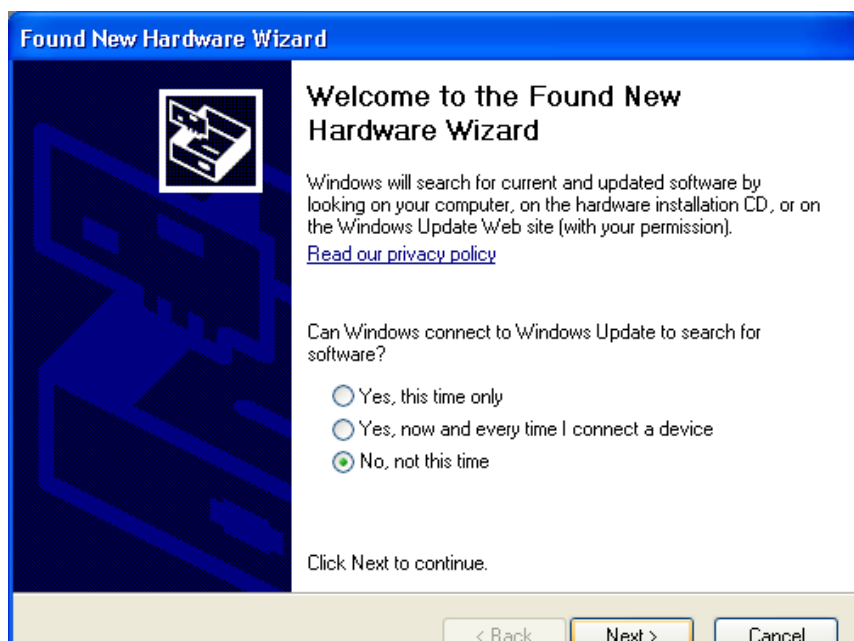 Found New Hardware Wizard
Welcome to the Found New
Hardware Wizard
Windows will search for current and updated software by
looking on your computer, on the hardware installation CD, or on
the Windows Update Web site (with your permission).
Read our privacy policy
Can Windows connect to Windows Update to search for
software?
Yes, this time only
Yes, now and every time I connect a device
No, not this time
Click Next to continue.
< Back Next > Cancel